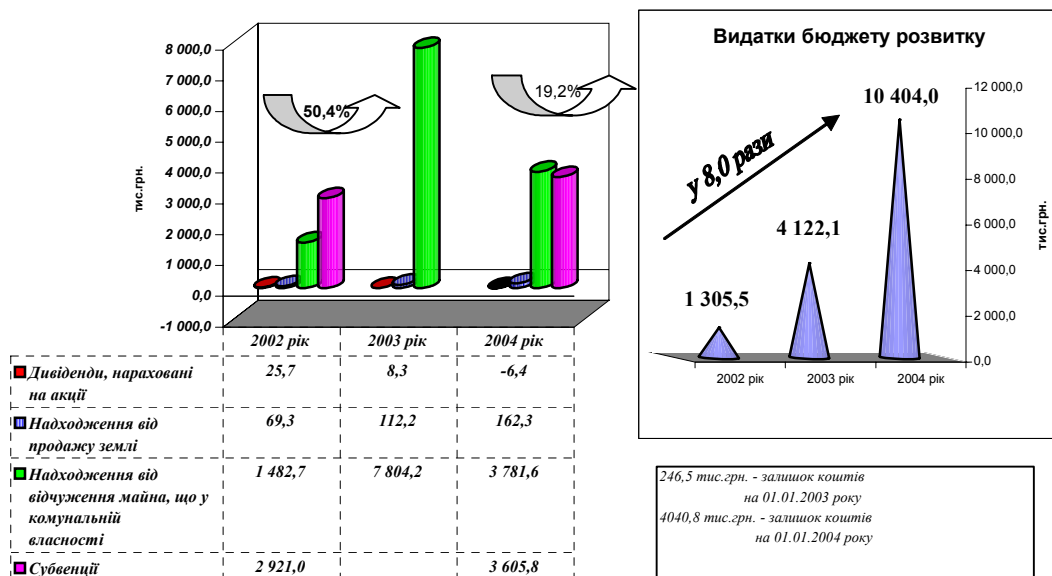 8 000,0
7 000,0
6 000,0
5 000,0
4 000,0
3 000,0
2 000,0
1 000,0
0,0
-1 000,0
тис.грн.
50,4%
19,2%
2002 рік 2003 рік 2004 рік
Дивіденди, нараховані 25,7 8,3 -6,4
на акції
Надходження від 69,3 112,2 162,3
продажу землі
Надходження від 1 482,7 7 804,2 3 781,6
відчуження майна, що у
комунальній
власності
Субвенції 2 921,0 3 605,8
Видатки бюджету розвитку
12 000,0
10 000,0
8 000,0
6 000,0
4 000,0
2 000,0
0,0
тис.грн.
10 404,0
у 8,0 рази
4 122,1
1 305,5
2002 рік 2003 рік 2004 рік
246,5 тис.грн. - залишок коштів
на 01.01.2003 року
4040,8 тис.грн. - залишок коштів
на 01.01.2004 року